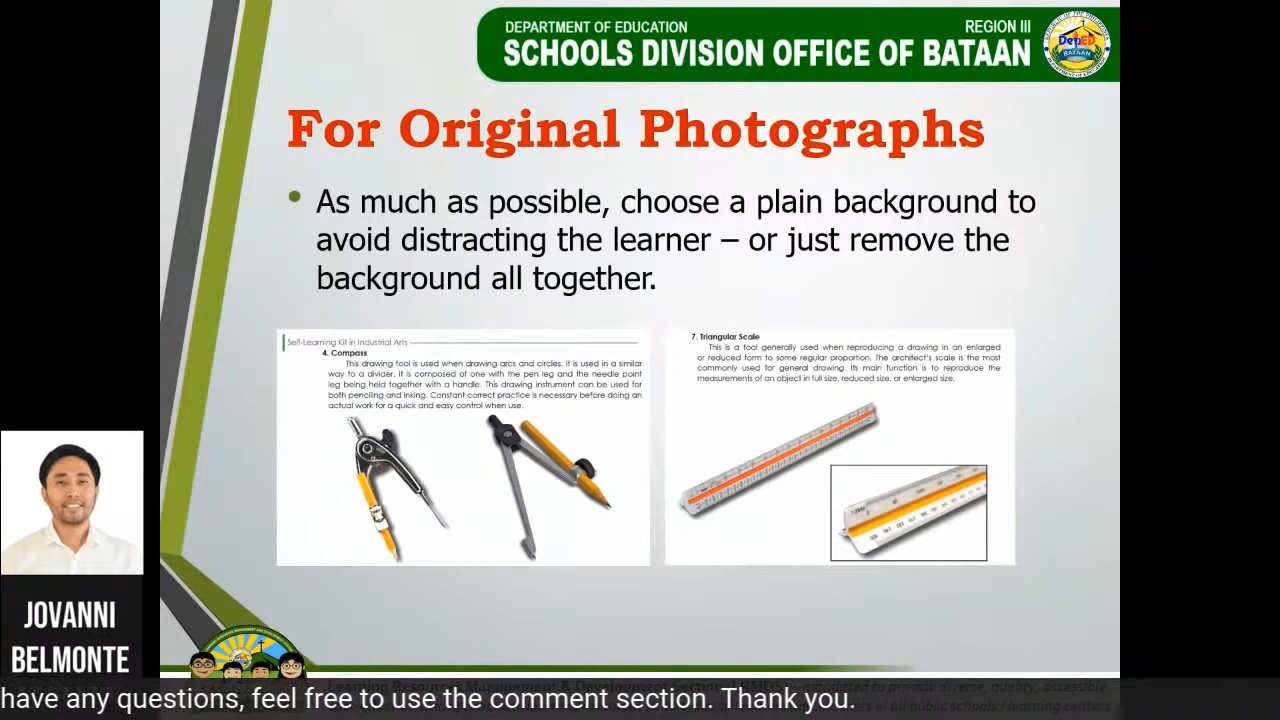 DEPARTMENT OF EDUCATION
REGION III
SCHOOLS DIVISION OFFICE OF BATAAN
DepED
BATAAN
For Original Photographs
• As much as possible, choose a plain background to
avoid distracting the learner – or just remove the
background all together.
Self-Learning Kit in Industrial Arts
4. Compass
This drawing tool is used when drawing arcs and circles. It is used in a similar
way to a divider. It is composed of one with the pen leg and the needle point
leg being held together with a handle. This drawing instrument can be used for
both penciling and inking. Constant correct practice is necessary before doing an
actual work for a quick and easy control when use.
7. Triangular Scale
This is a tool generally used when reproducing a drawing in an enlarged
or reduced form to some regular proportion. The architect's scale is the most
commonly used for general drawing. Its main function is to reproduce the
measurements of an object in full size, reduced size, or enlarged size.
JOVANNI
BELMONTE
have any questions, feel free to use the comment section. Thank you.